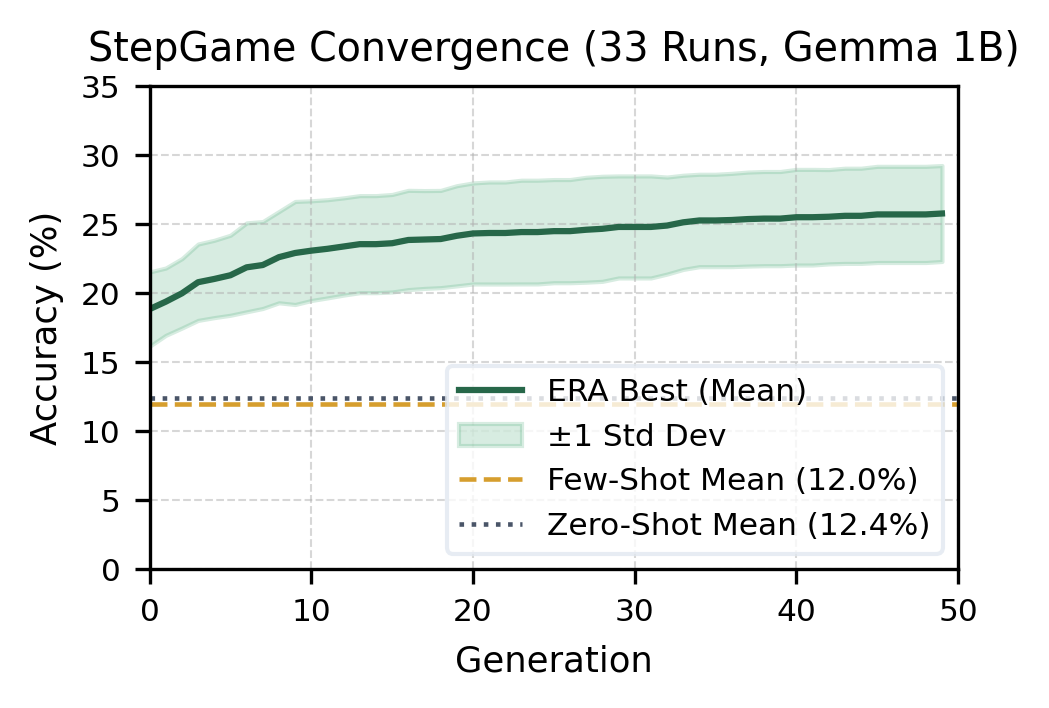 StepGame Convergence (33 Runs, Gemma 1B)
35
30
25
20
15
10
5
0
Accuracy (%)
ERA Best (Mean)
±1 Std Dev
Few-Shot Mean (12.0%)
Zero-Shot Mean (12.4%)
0 10 20 30 40 50
Generation